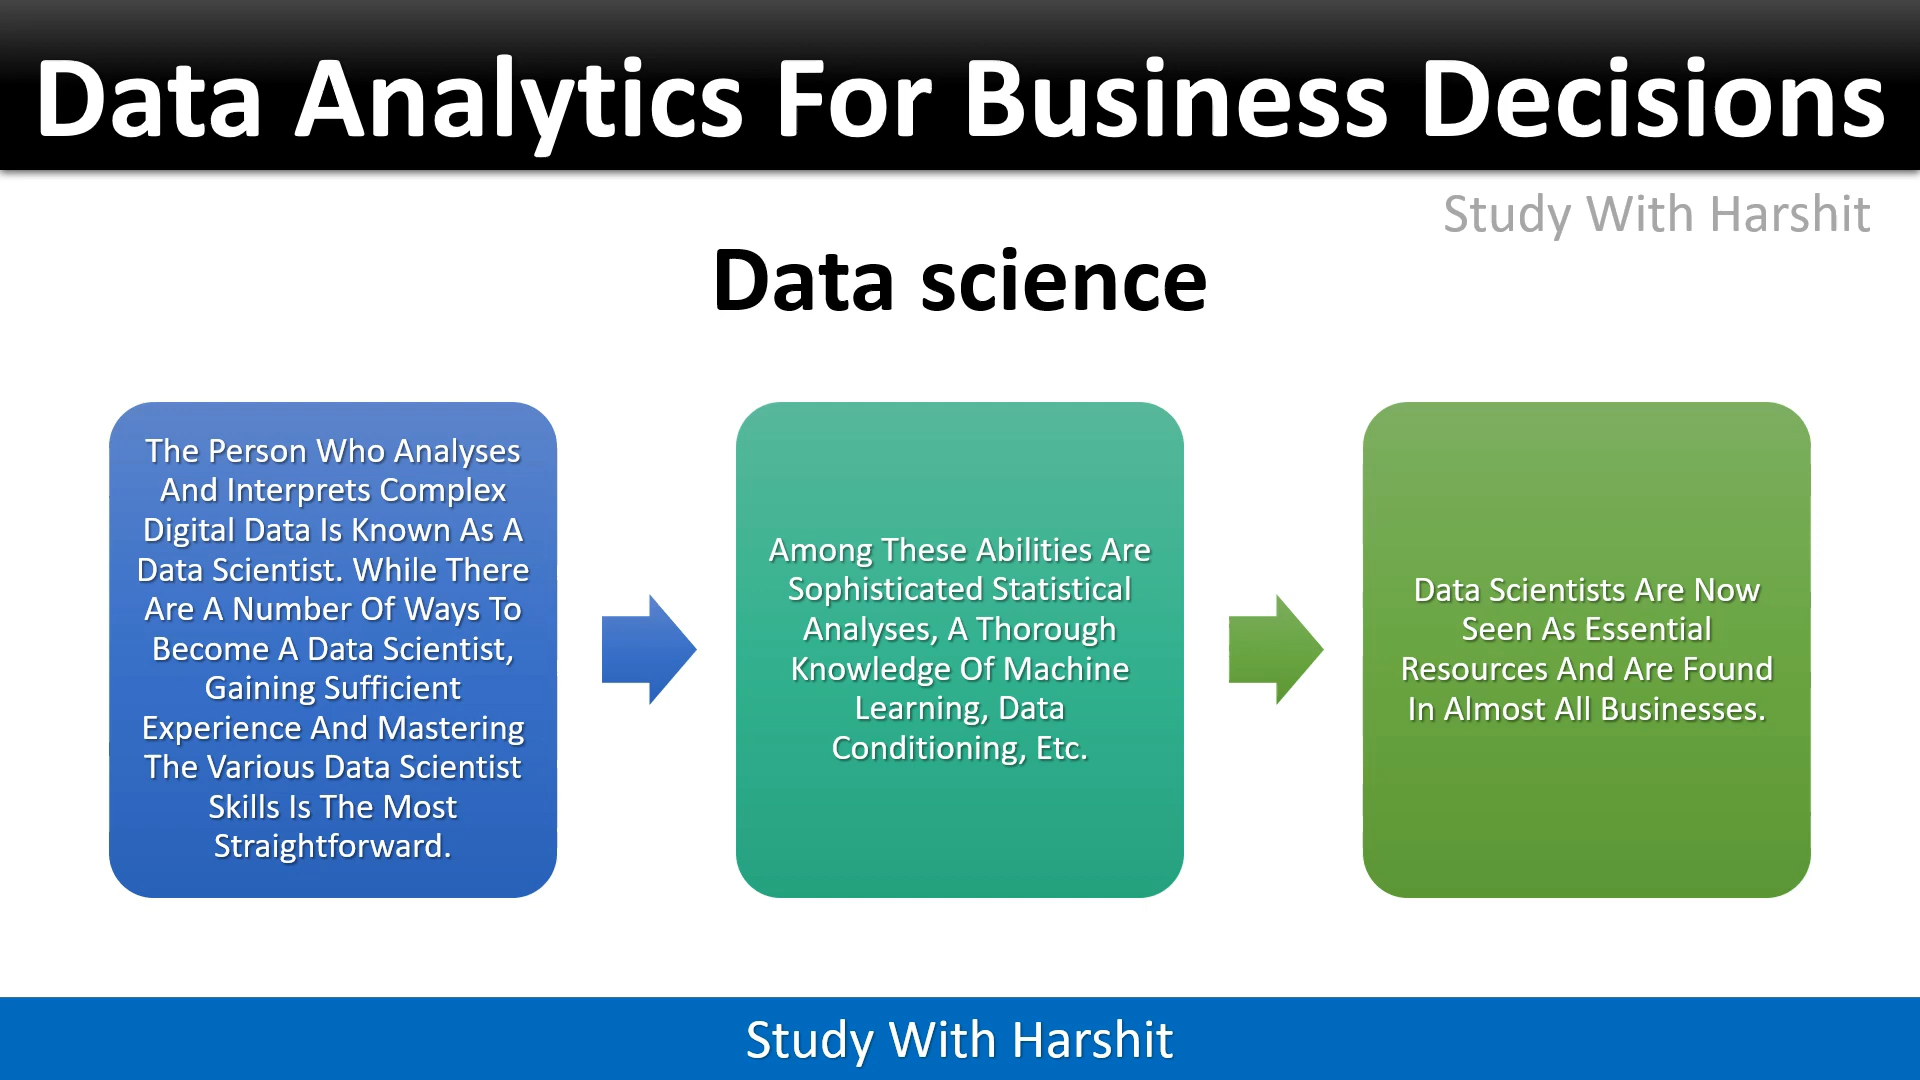 Data Analytics For Business Decisions
Study With Harshit
Data science
The Person Who Analyses
And Interprets Complex
Digital Data Is Known As A
Data Scientist. While There
Are A Number Of Ways To
Become A Data Scientist,
Gaining Sufficient
Experience And Mastering
The Various Data Scientist
Skills Is The Most
Straightforward.
Among These Abilities Are
Sophisticated Statistical
Analyses, A Thorough
Knowledge Of Machine
Learning, Data
Conditioning, Etc.
Data Scientists Are Now
Seen As Essential
Resources And Are Found
In Almost All Businesses.
Study With Harshit